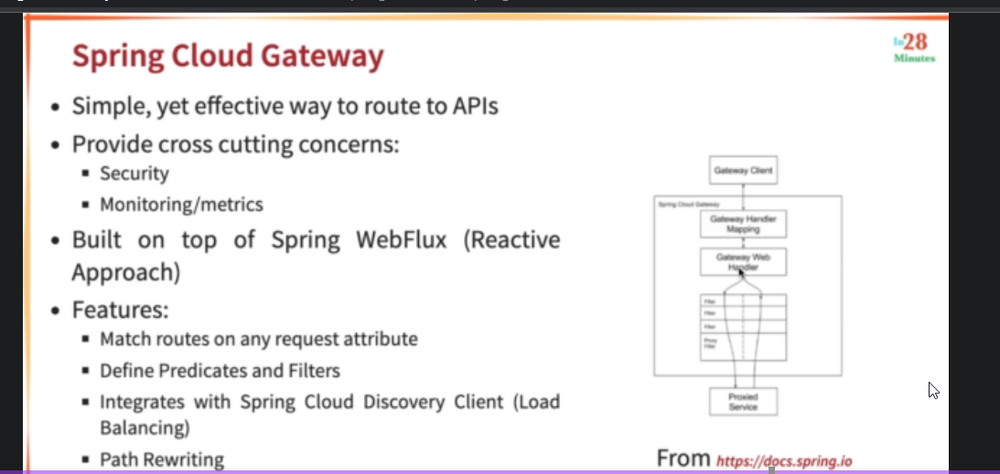 Spring Cloud Gateway
In 28
Minutes
Simple, yet effective way to route to APIs
Provide cross cutting concerns:
Security
Monitoring/metrics
Built on top of Spring WebFlux (Reactive
Approach)
Features:
Match routes on any request attribute
Define Predicates and Filters
Integrates with Spring Cloud Discovery Client (Load
Balancing)
Path Rewriting
Gateway Client
Spring Cloud Gateway
Gateway Handler
Mapping
Gateway Web
Handler
Filter
Filter
Filter
Proxy
Filter
Proxied
Service
From https://docs.spring.io